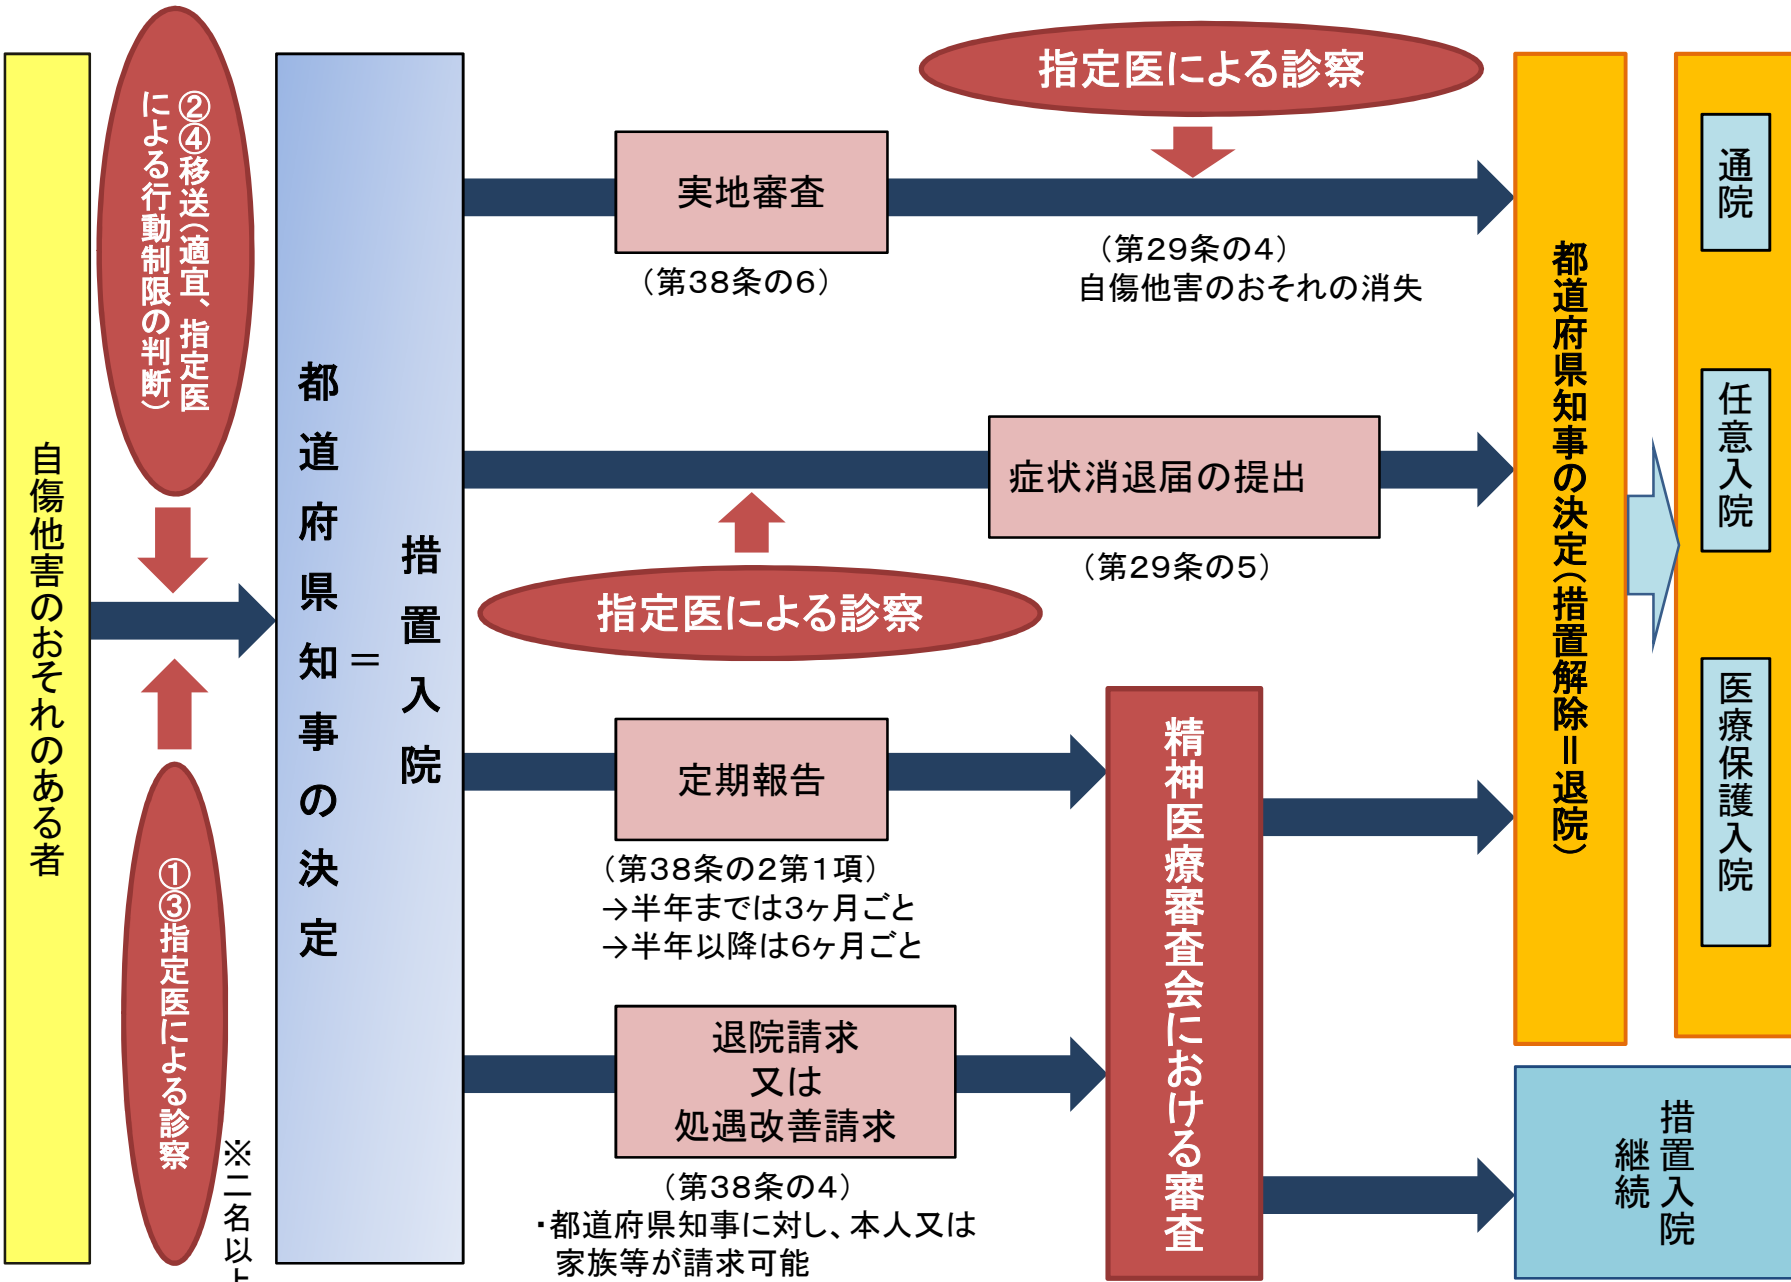 自傷他害のおそれのある者
②④移送（適宜、指定医
による行動制限の判断）
①③指定医による診察
※二名以上
都道府県知事の決定
＝
措置入院
指定医による診察
実地審査
（第38条の6）
（第29条の4）
自傷他害のおそれの消失
症状消退届の提出
（第29条の5）
指定医による診察
定期報告
（第38条の2第1項）
→半年までは3ヶ月ごと
→半年以降は6ヶ月ごと
退院請求
又は
処遇改善請求
（第38条の4）
・都道府県知事に対し、本人又は
家族等が請求可能
精神医療審査会における審査
都道府県知事の決定（措置解除＝退院）
通院
任意入院
医療保護入院
措置入院
継続